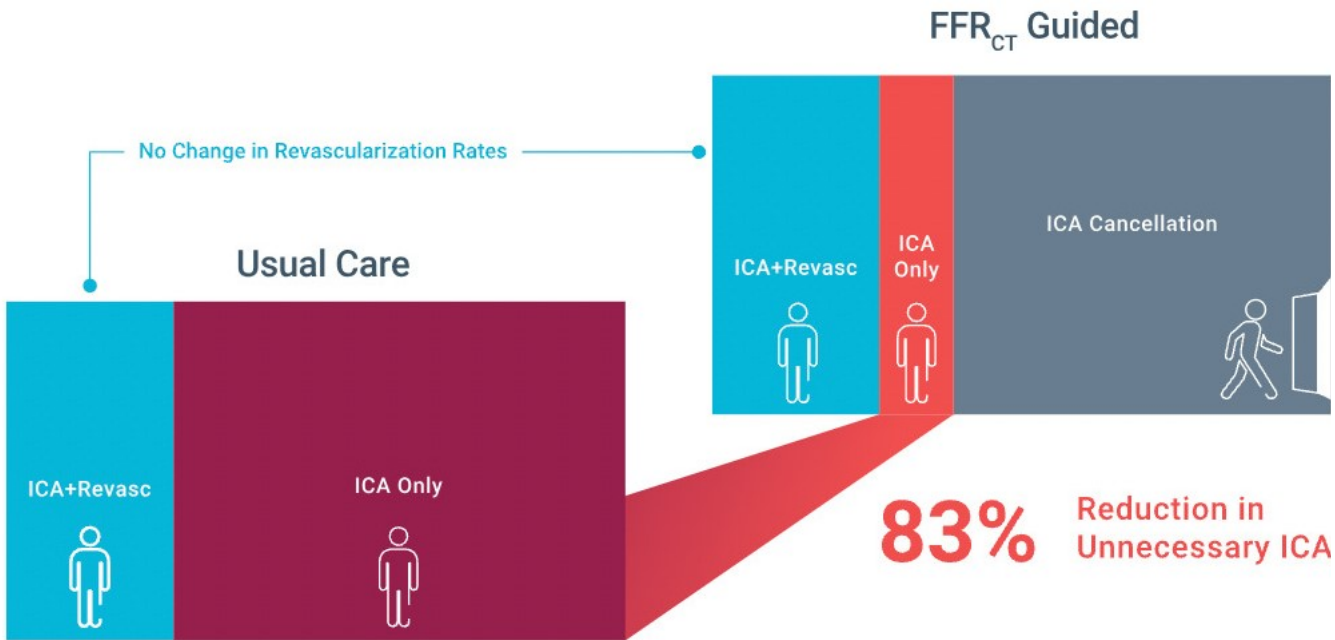 FFR_CT Guided
No Change in Revascularization Rates
Usual Care
ICA+Revasc
ICA
Only
ICA Cancellation
ICA+Revasc
ICA Only
83%
Reduction in
Unnecessary ICA